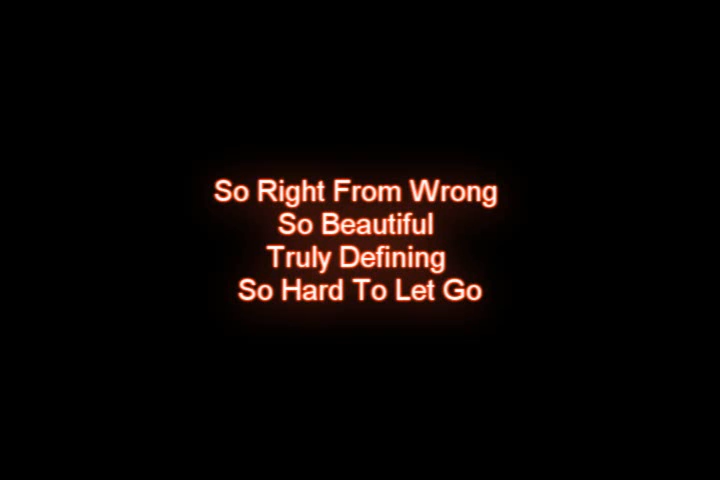 So Right From Wrong
So Beautiful
Truly Defining
So Hard To Let Go